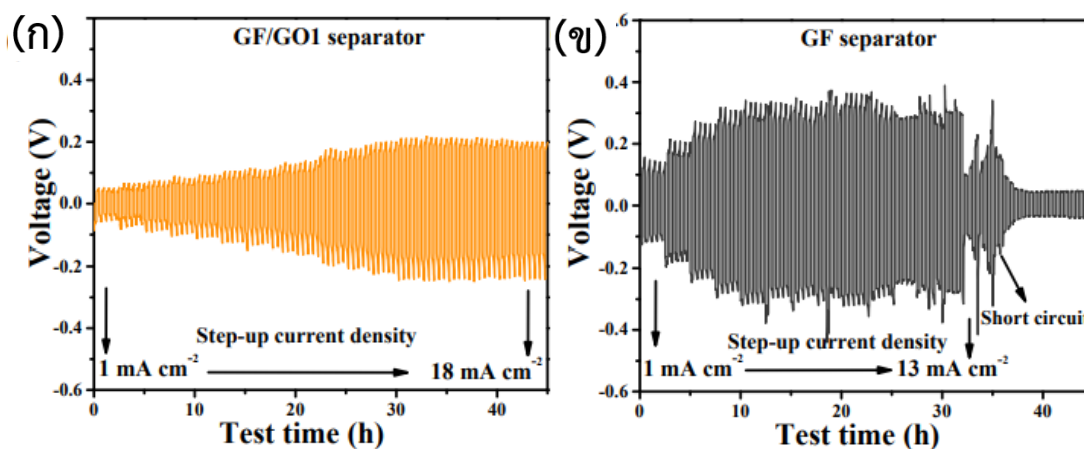 (ก)
GF/GO1 separator
Voltage (V)
0.4
0.2
0.0
-0.2
-0.4
-0.6
Step-up current density
1 mA cm⁻²
18 mA cm⁻²
0
10
20
30
40
Test time (h)
(ข)
GF separator
Voltage (V)
0.6
0.4
0.2
0.0
-0.2
-0.4
-0.6
Short circuit
Step-up current density
1 mA cm⁻²
13 mA cm⁻²
0
10
20
30
40
Test time (h)